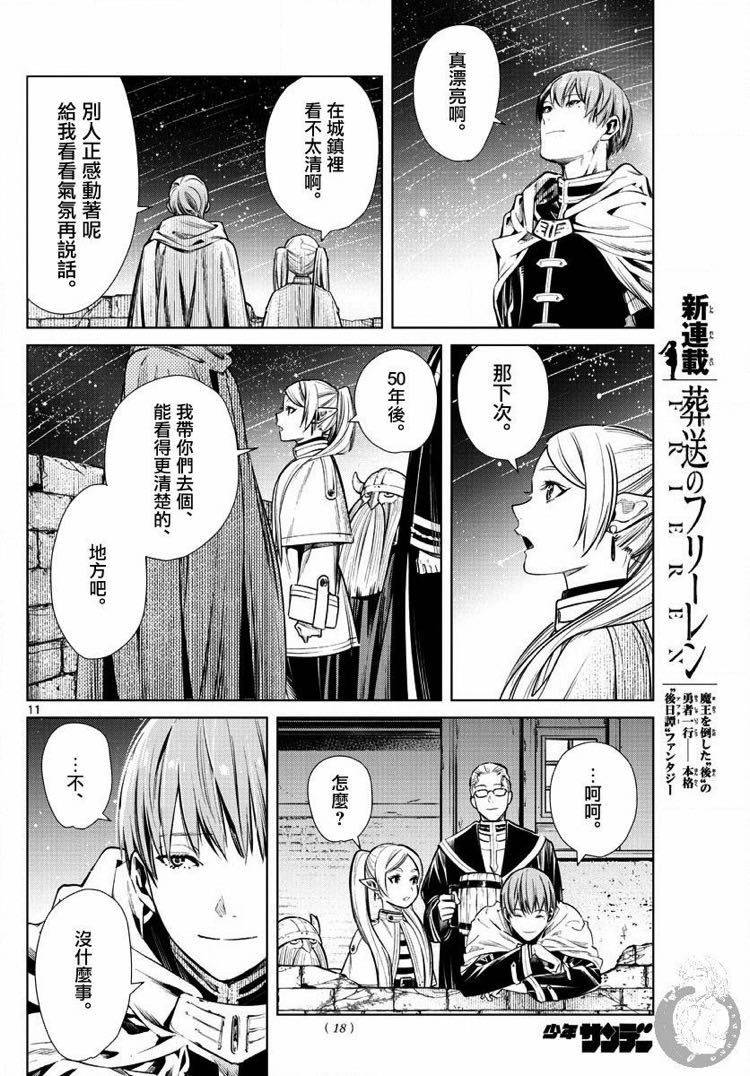 真漂亮啊。
在城鎮裡
看不太清啊。
別人正感動著呢
給我看看氣氛再說話。
那下次。
50年後。
我帶你們去個、
能看得更清楚的、
地方吧。
…呵呵。
怎麼?
…不、
沒什麼事。
新連載
葬送のフリーレン
FRIEREN
魔王を倒した“後”の
勇者一行――本格
“後日譚”ファンタジー
11
(18)
少年サンデー